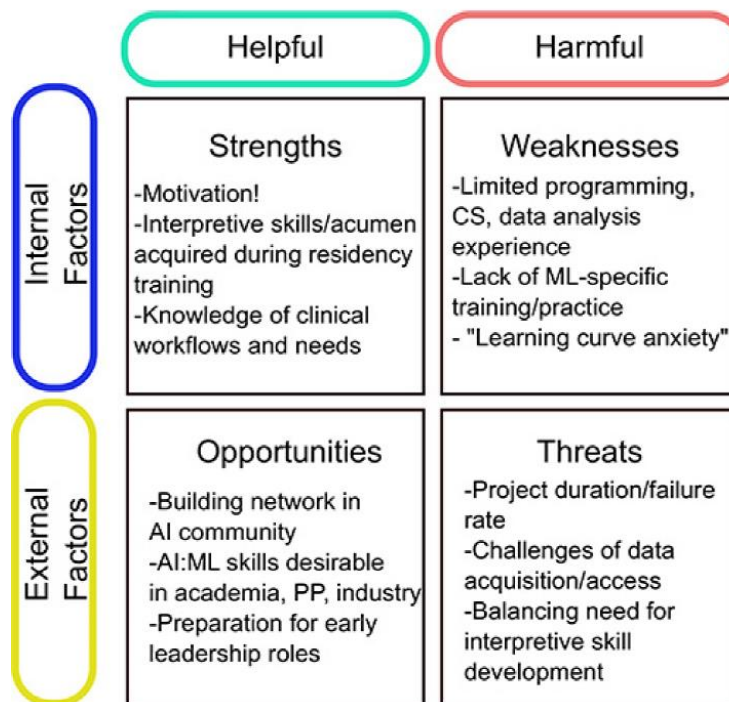 Helpful
Harmful
Internal
Factors
Strengths
-Motivation!
-Interpretive skills/acumen
acquired during residency
training
-Knowledge of clinical
workflows and needs
Weaknesses
-Limited programming,
CS, data analysis
experience
-Lack of ML-specific
training/practice
- "Learning curve anxiety"
External
Factors
Opportunities
-Building network in
AI community
-AI:ML skills desirable
in academia, PP, industry
-Preparation for early
leadership roles
Threats
-Project duration/failure
rate
-Challenges of data
acquisition/access
-Balancing need for
interpretive skill
development